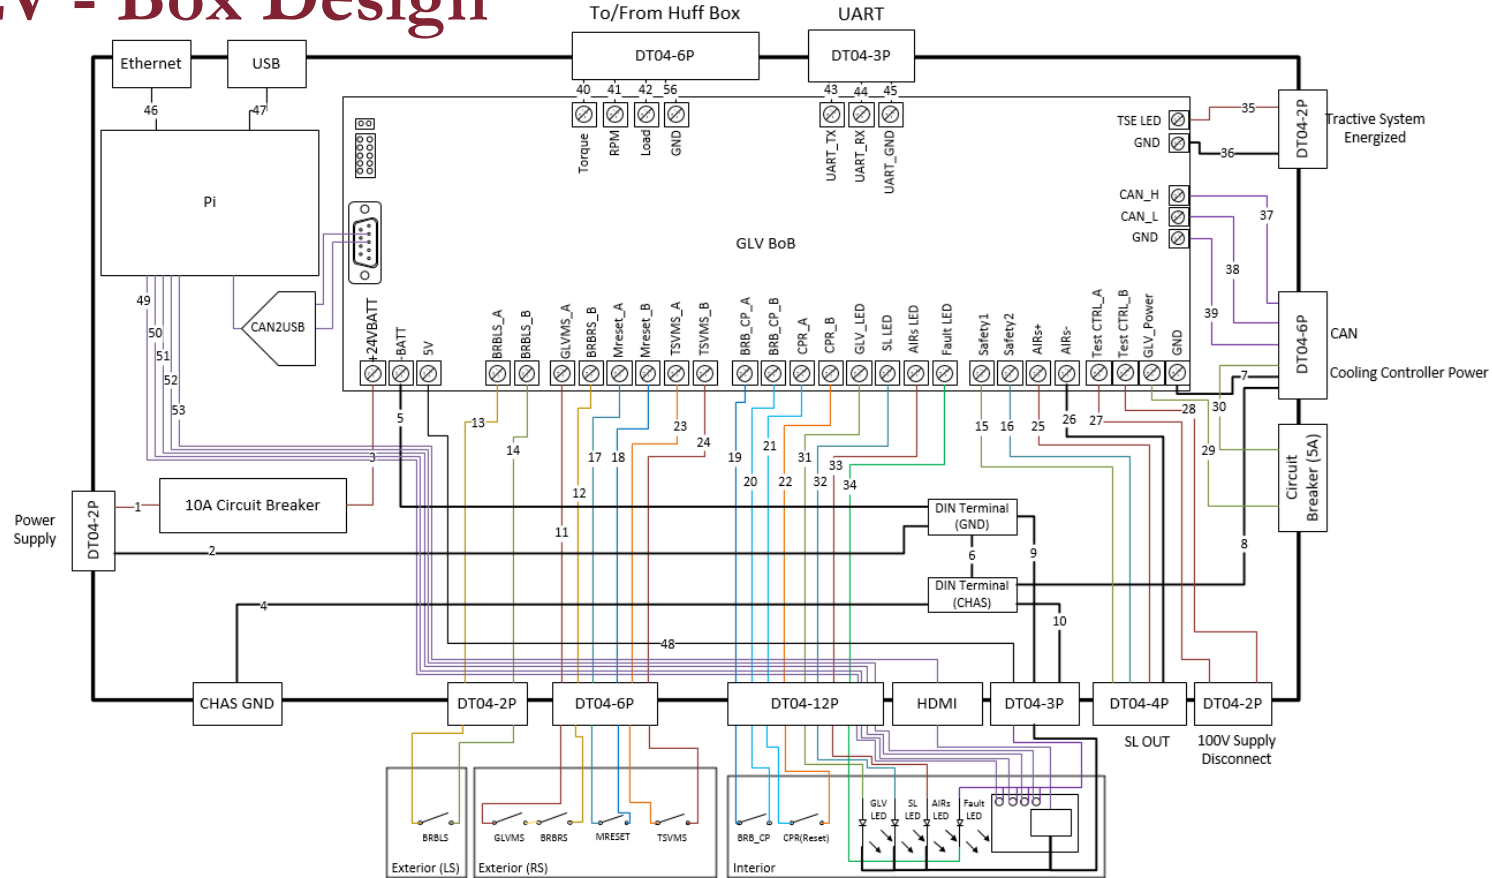 LV - Box Design
To/From Huff Box
UART
Ethernet
USB
DT04-6P
DT04-3P
46
47
40
41
42
56
43
44
45
Torque
RPM
Load
GND
UART_TX
UART_RX
UART_GND
TSE LED
GND
35
36
DT04-2P
Tractive System
Energized
Pi
CAN_H
CAN_L
GND
37
38
39
GLV BoB
49
50
51
52
53
CAN2USB
+24VBATT
-BATT
5V
BRBLS_A
BRBLS_B
GLVMS_A
BRBRS_B
Mreset_A
Mreset_B
TSVMS_A
TSVMS_B
BRB_CP_A
BRB_CP_B
CPR_A
CPR_B
GLV_LED
SL LED
AIRs LED
Fault LED
Safety1
Safety2
AIRs+
AIRs-
Test CTRL_A
Test CTRL_B
GLV_Power
GND
DT04-6P
CAN
Cooling Controller Power
7
30
5
13
14
23
24
17
18
12
11
19
20
21
22
31
32
33
34
15
16
25
26
27
28
29
3
Circuit
Breaker (5A)
Power
Supply
DT04-2P
1
10A Circuit Breaker
2
DIN Terminal
(GND)
6
9
8
DIN Terminal
(CHAS)
4
10
48
CHAS GND
DT04-2P
DT04-6P
DT04-12P
HDMI
DT04-3P
DT04-4P
DT04-2P
SL OUT
100V Supply
Disconnect
BRBLS
GLVMS
BRBRS
MRESET
TSVMS
BRB_CP
CPR(Reset)
GLV
LED
SL
LED
AIRs
LED
Fault
LED
Exterior (LS)
Exterior (RS)
Interior